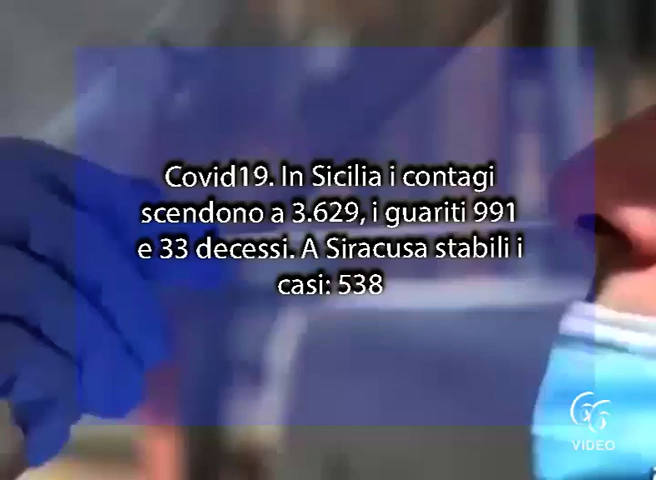 Covid19. In Sicilia i contagi
scendono a 3.629, i guariti 991
e 33 decessi. A Siracusa stabili i
casi: 538
VIDEO